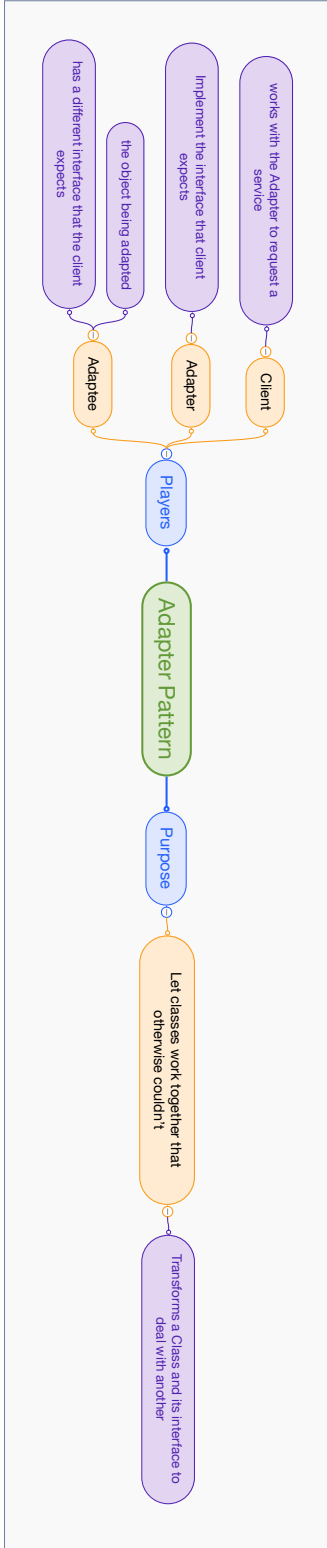 works with the Adapter to request a
service
Client
Implement the interface that client
expects
Adapter
the object being adapted
has a different interface that the client
expects
Adaptee
Players
Adapter Pattern
Purpose
Let classes work together that
otherwise couldn't
Transforms a Class and its interface to
deal with another